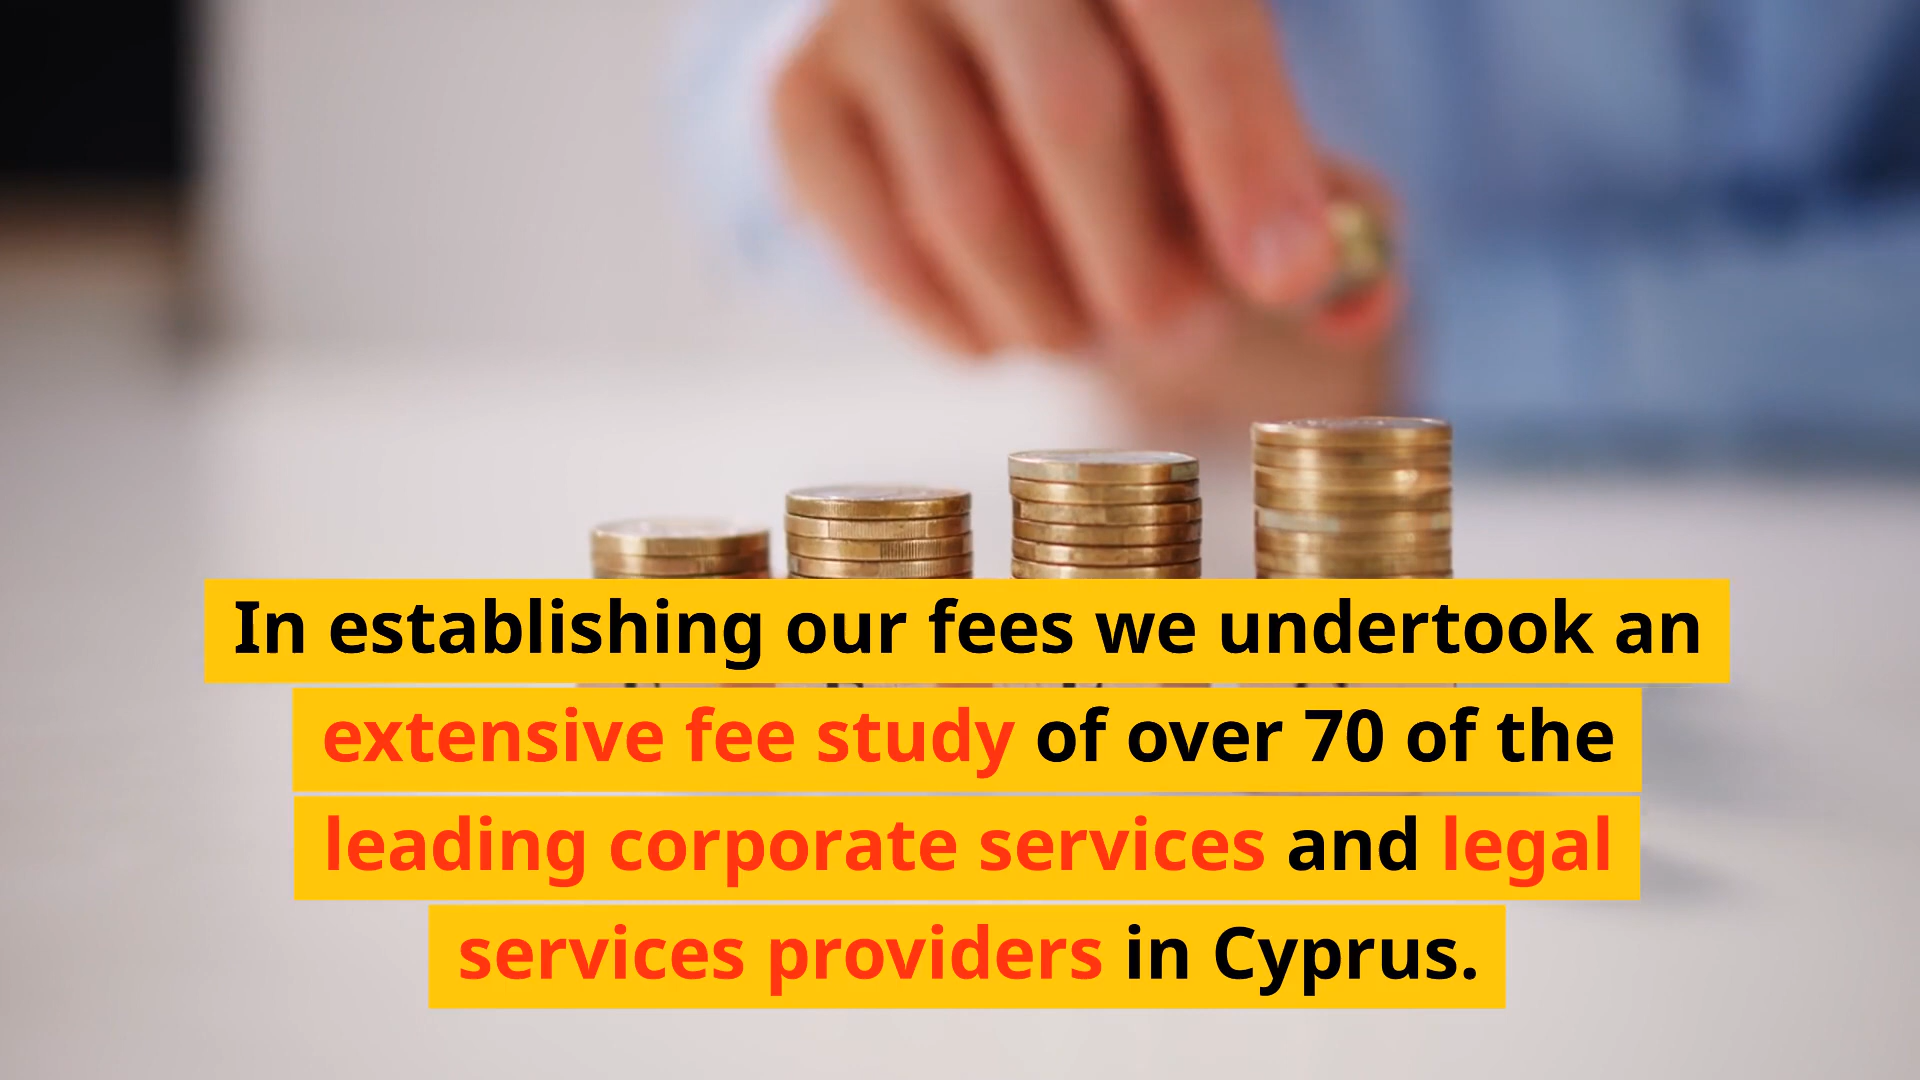 In establishing our fees we undertook an
extensive fee study of over 70 of the
leading corporate services and legal
services providers in Cyprus.